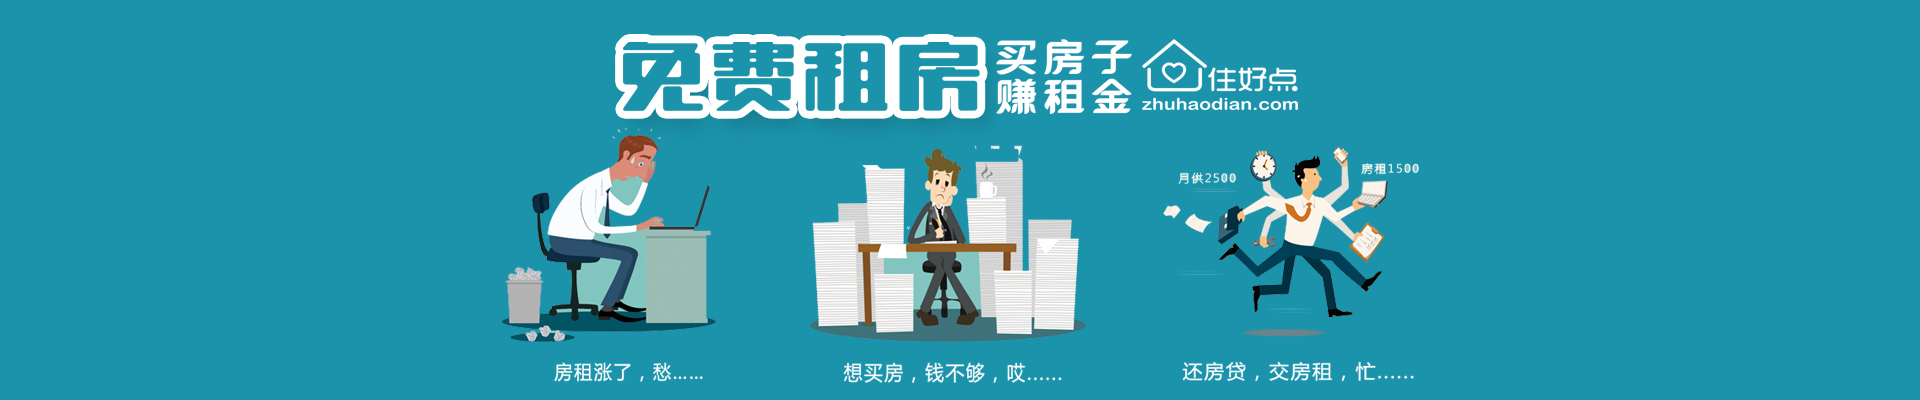 免费租房
买房子
赚租金
住好点
zhuhaodian.com
月供2500
房租1500
房租涨了，愁......
想买房，钱不够，哎......
还房贷，交房租，忙......